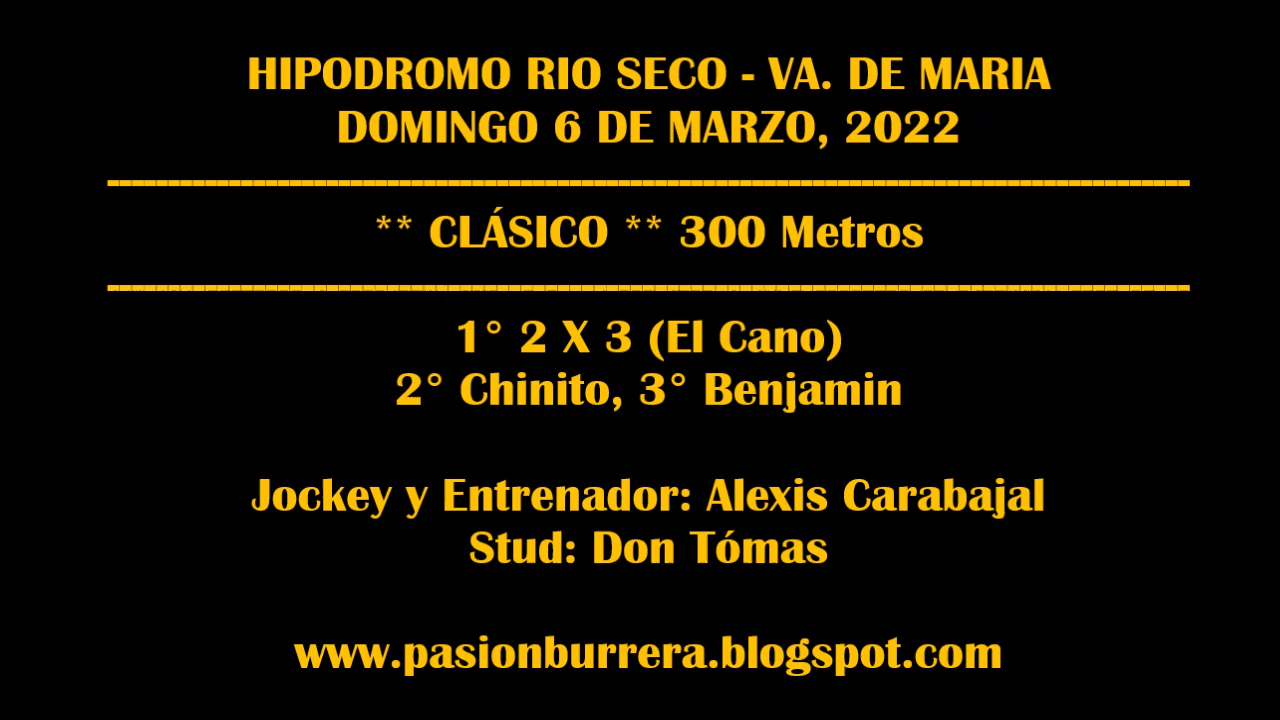 HIPODROMO RIO SECO - VA. DE MARIA
DOMINGO 6 DE MARZO, 2022
** CLÁSICO ** 300 Metros
1° 2 X 3 (El Cano)
2° Chinito, 3° Benjamin
Jockey y Entrenador: Alexis Carabajal
Stud: Don Tómas
www.pasionburrera.blogspot.com